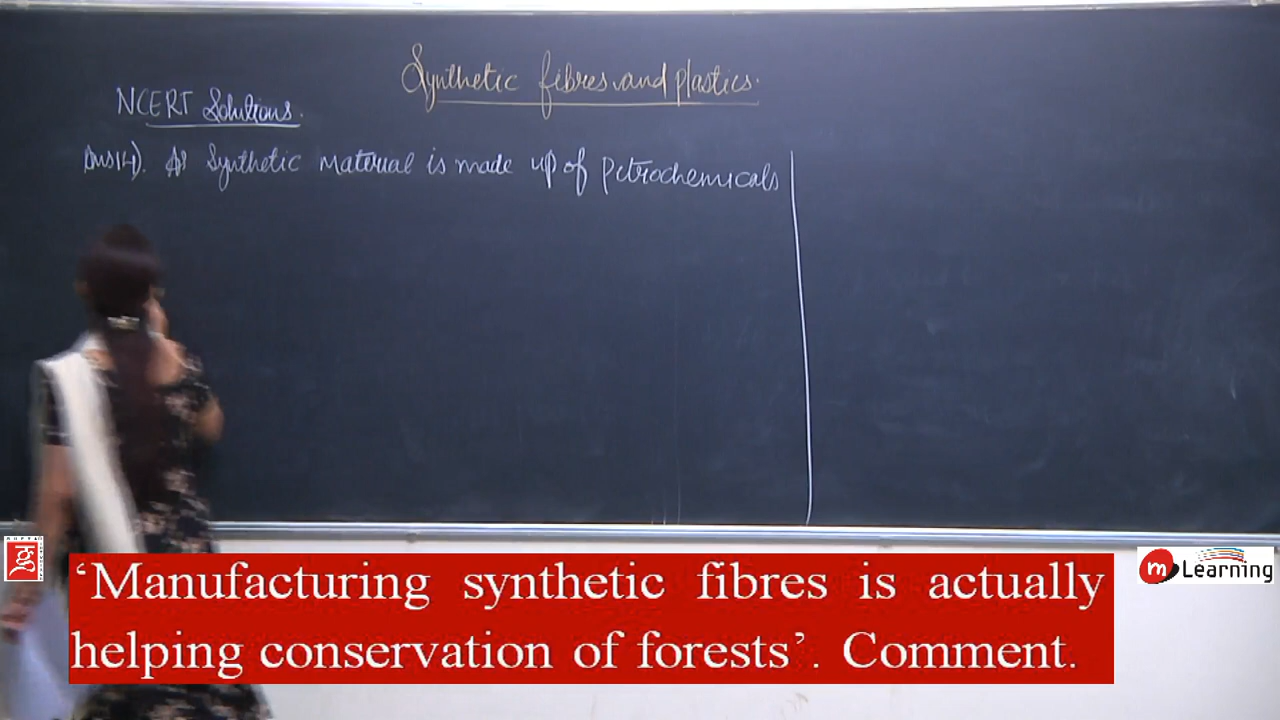 Synthetic fibres and plastics.
NCERT Solutions.
Ans14). Synthetic material is made up of petrochemicals
‘Manufacturing synthetic fibres is actually
helping conservation of forests’. Comment.
m Learning